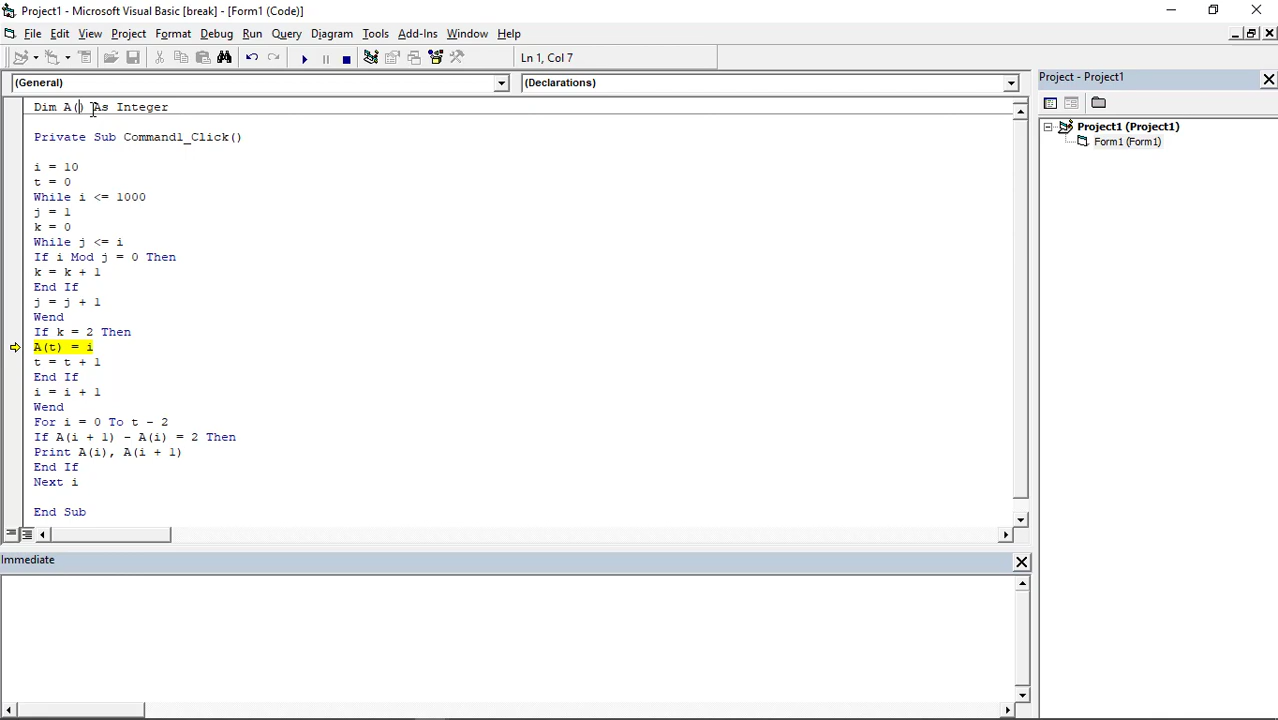 Project1 - Microsoft Visual Basic [break] - [Form1 (Code)]
File Edit View Project Format Debug Run Query Diagram Tools Add-Ins Window Help
Ln 1, Col 7
(General) (Declarations)
Dim A() As Integer
Private Sub Command1_Click()
i = 10
t = 0
While i <= 1000
j = 1
k = 0
While j <= i
If i Mod j = 0 Then
k = k + 1
End If
j = j + 1
Wend
If k = 2 Then
A(t) = i
t = t + 1
End If
i = i + 1
Wend
For i = 0 To t - 2
If A(i + 1) - A(i) = 2 Then
Print A(i), A(i + 1)
End If
Next i
End Sub
Immediate
Project - Project1
Project1 (Project1)
Form1 (Form1)